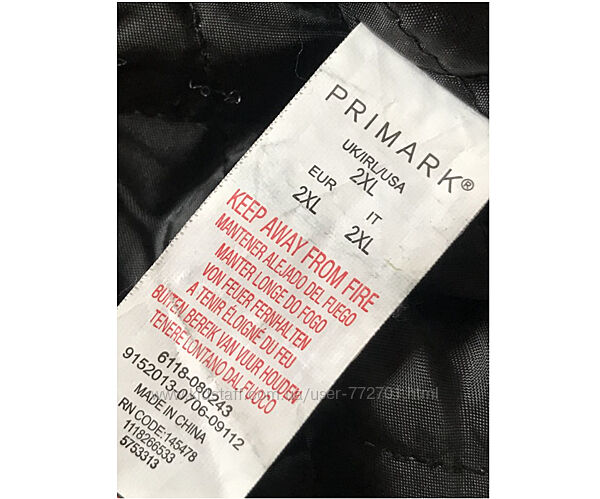 PRIMARK®
UK/IRL/USA
2XL
EUR IT
2XL 2XL
KEEP AWAY FROM FIRE
MANTENER ALEJADO DEL FUEGO
MANTER LONGE DO FOGO
VON FEUER FERNHALTEN
A TENIR ÉLOIGNÉ DU FEU
BUITEN BEREIK VAN VUUR HOUDEN
TENERE LONTANO DAL FUOCO
6118-080243
9152013-0706-09112
MADE IN CHINA
RN CODE:145478
1118266533
5753313